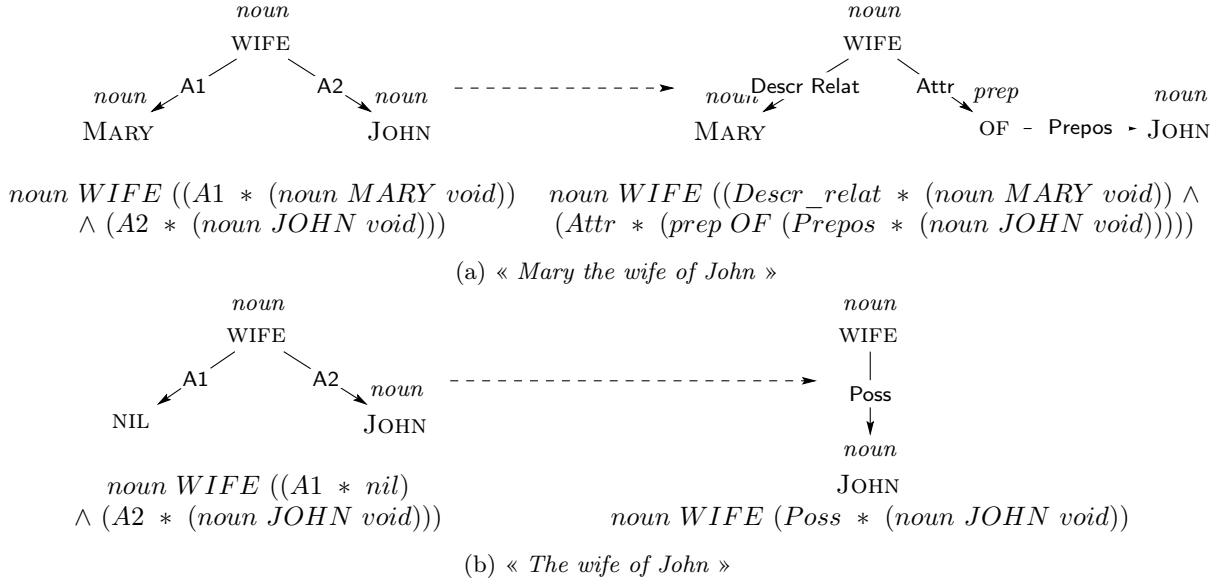 noun noun
WIFE WIFE
A1 A2 Descr Relat Attr
noun noun noun prep noun
MARY JOHN MARY OF Prepos JOHN
noun WIFE ((A1 * (noun MARY void)) noun WIFE ((Descr_relat * (noun MARY void)) ∧
∧ (A2 * (noun JOHN void))) (Attr * (prep OF (Prepos * (noun JOHN void)))))
(a) « Mary the wife of John »
noun noun
WIFE WIFE
A1 A2 Poss
noun
NIL JOHN
noun
JOHN
noun WIFE ((A1 * nil)
∧ (A2 * (noun JOHN void))) noun WIFE (Poss * (noun JOHN void))
(b) « The wife of John »